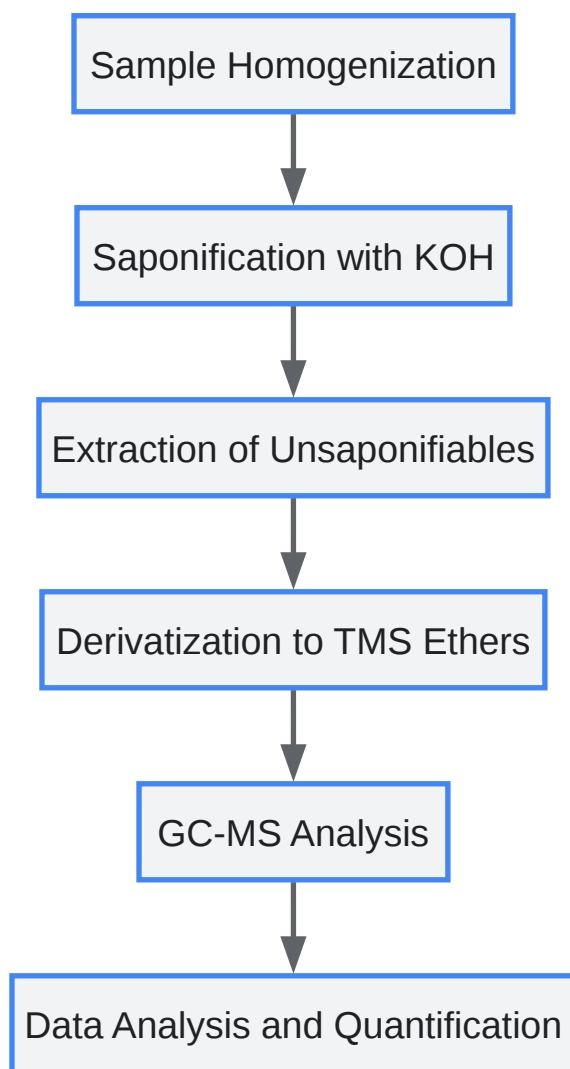 Sample Homogenization
Saponification with KOH
Extraction of Unsaponifiables
Derivatization to TMS Ethers
GC-MS Analysis
Data Analysis and Quantification